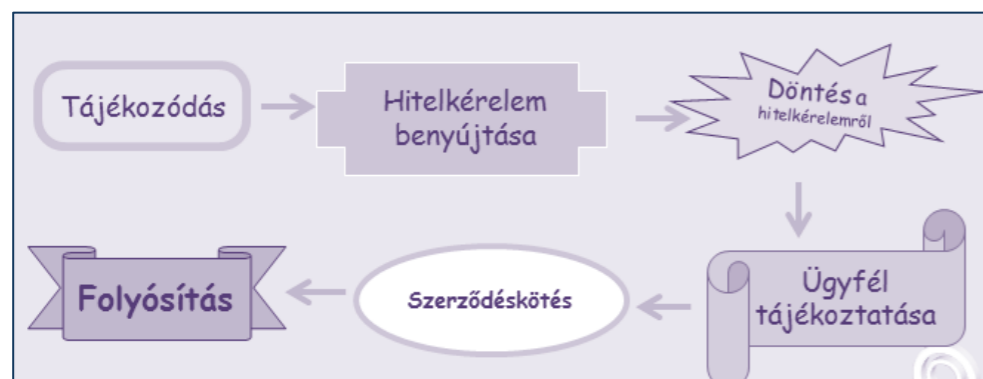 Tájékozódás
Hitelkérelem
benyújtása
Döntés a
hitelkérelemről
Ügyfél
tájékoztatása
Szerződéskötés
Folyósítás